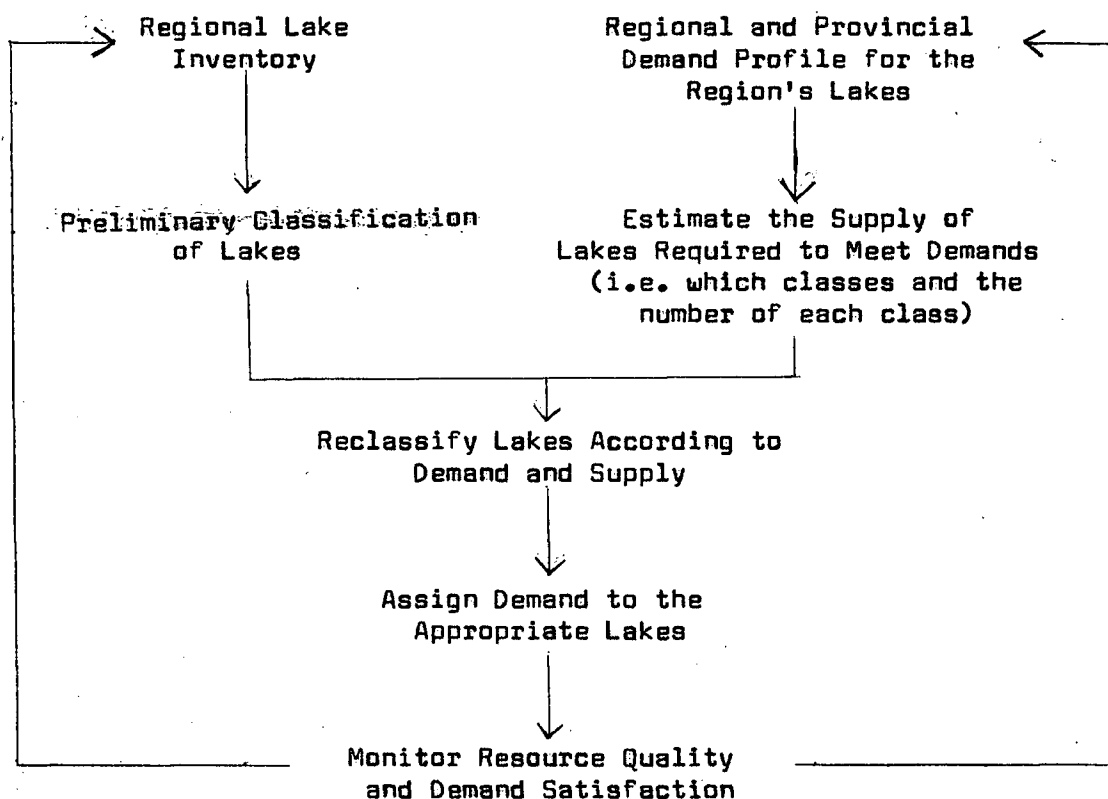 Regional Lake
Inventory
Regional and Provincial
Demand Profile for the
Region's Lakes
Preliminary Classification
of Lakes
Estimate the Supply of
Lakes Required to Meet Demands
(i.e. which classes and the
number of each class)
Reclassify Lakes According to
Demand and Supply
Assign Demand to the
Appropriate Lakes
Monitor Resource Quality
and Demand Satisfaction